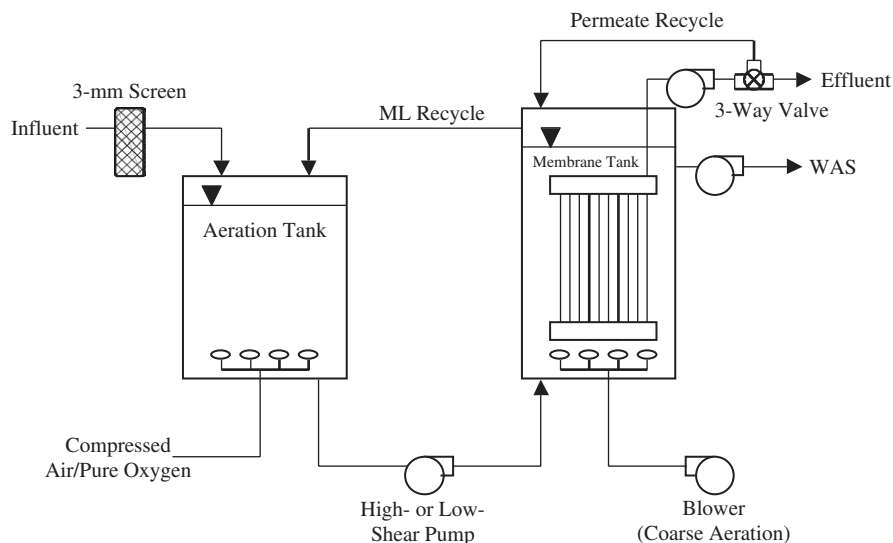 Permeate Recycle
3-mm Screen
Effluent
Influent
ML Recycle
3-Way Valve
Membrane Tank
WAS
Aeration Tank
Compressed
Air/Pure Oxygen
High- or Low-
Shear Pump
Blower
(Coarse Aeration)